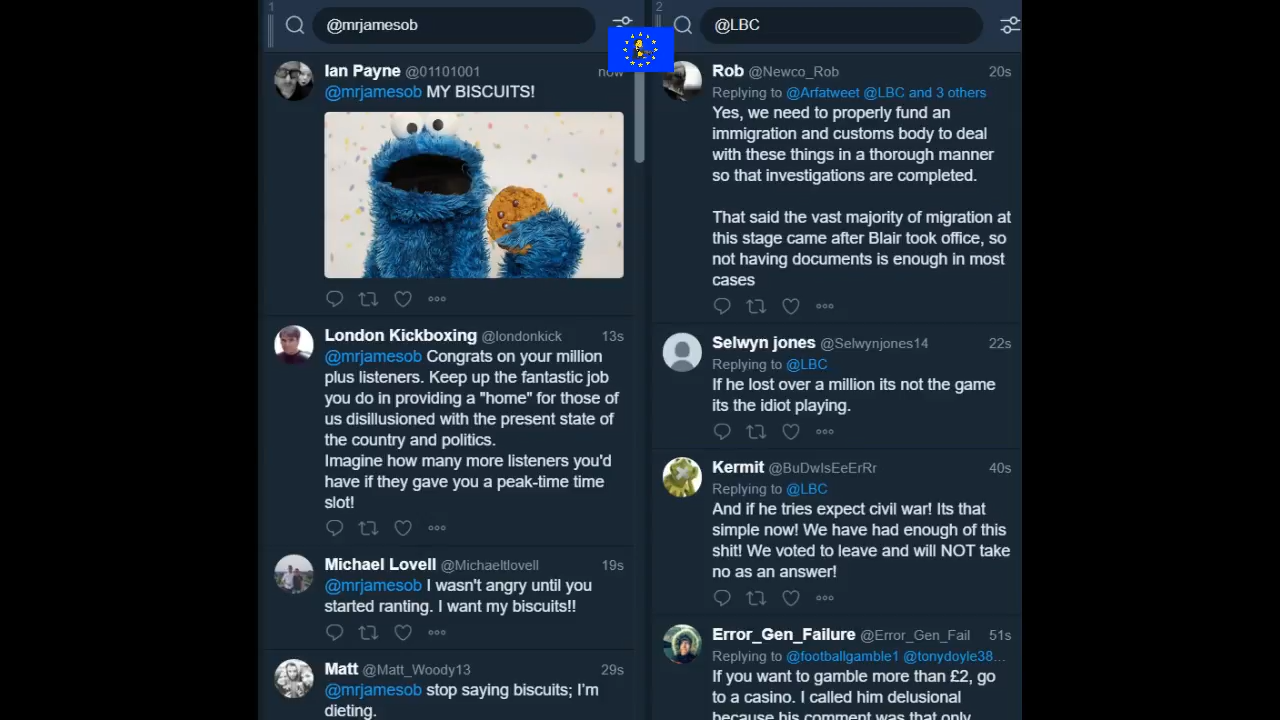 1
@mrjamesob
Ian Payne @01101001 now
@mrjamesob MY BISCUITS!
London Kickboxing @londonkick 13s
@mrjamesob Congrats on your million
plus listeners. Keep up the fantastic job
you do in providing a "home" for those of
us disillusioned with the present state of
the country and politics.
Imagine how many more listeners you'd
have if they gave you a peak-time time
slot!
Michael Lovell @Michaeltlovell 19s
@mrjamesob I wasn't angry until you
started ranting. I want my biscuits!!
Matt @Matt_Woody13 29s
@mrjamesob stop saying biscuits; I'm
dieting.
2
@LBC
Rob @Newco_Rob 20s
Replying to @Arfatweet @LBC and 3 others
Yes, we need to properly fund an
immigration and customs body to deal
with these things in a thorough manner
so that investigations are completed.
That said the vast majority of migration at
this stage came after Blair took office, so
not having documents is enough in most
cases
Selwyn jones @Selwynjones14 22s
Replying to @LBC
If he lost over a million its not the game
its the idiot playing.
Kermit @BuDwIsEeErRr 40s
Replying to @LBC
And if he tries expect civil war! Its that
simple now! We have had enough of this
shit! We voted to leave and will NOT take
no as an answer!
Error_Gen_Failure @Error_Gen_Fail 51s
Replying to @footballgamble1 @tonydoyle38...
If you want to gamble more than £2, go
to a casino. I called him delusional
because his comment was that only